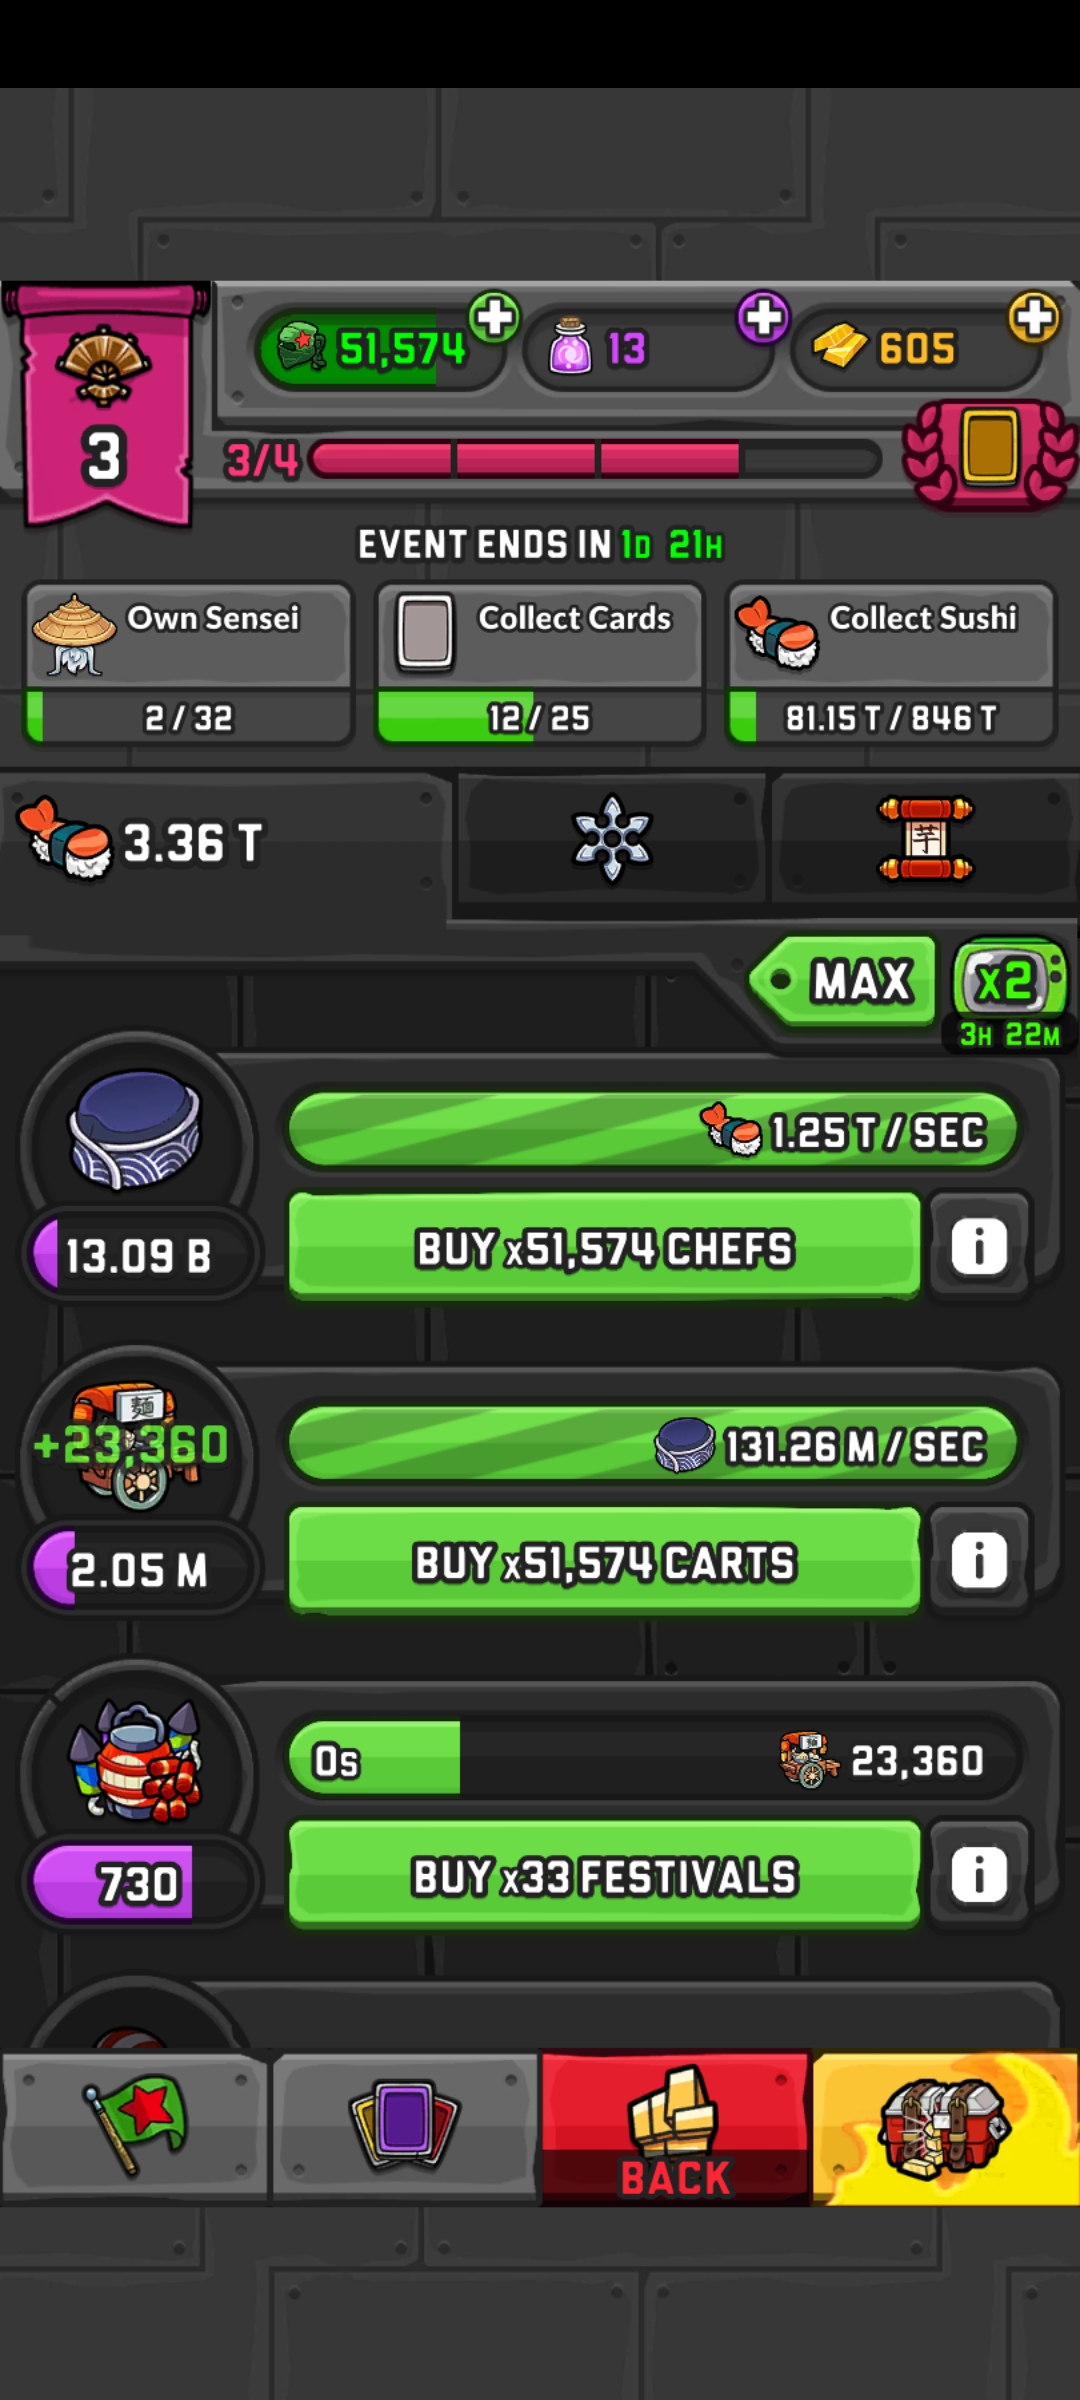 51,574
13
605
3
3/4
EVENT ENDS IN 1D 21H
Own Sensei
Collect Cards
Collect Sushi
2 / 32
12 / 25
81.15 T / 846 T
3.36 T
芋
MAX
x2
3H 22M
1.25 T / SEC
13.09 B
BUY x51,574 CHEFS
i
麺
+23,360
131.26 M / SEC
2.05 M
BUY x51,574 CARTS
i
0s
23,360
730
BUY x33 FESTIVALS
i
BACK